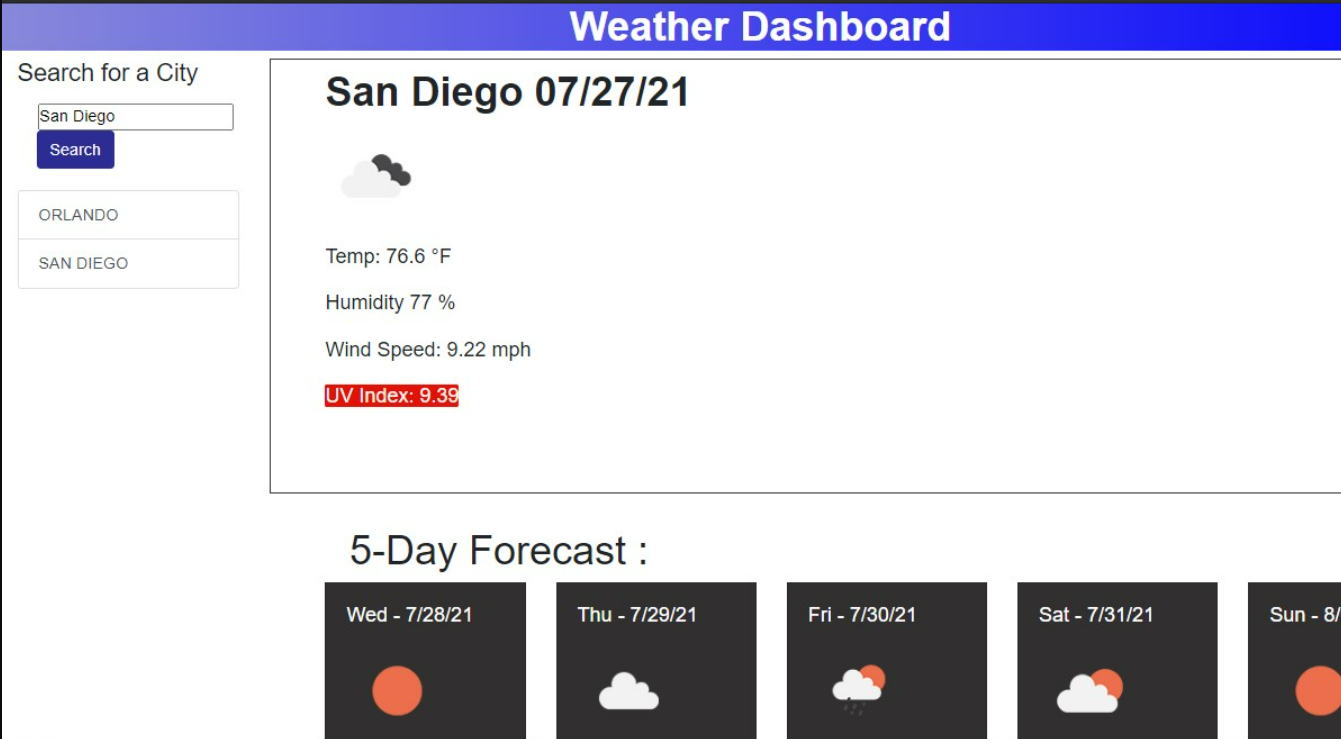 Weather Dashboard
Search for a City
San Diego
Search
ORLANDO
SAN DIEGO
San Diego 07/27/21
Temp: 76.6 °F
Humidity 77 %
Wind Speed: 9.22 mph
UV Index: 9.39
5-Day Forecast :
Wed - 7/28/21
Thu - 7/29/21
Fri - 7/30/21
Sat - 7/31/21
Sun - 8/